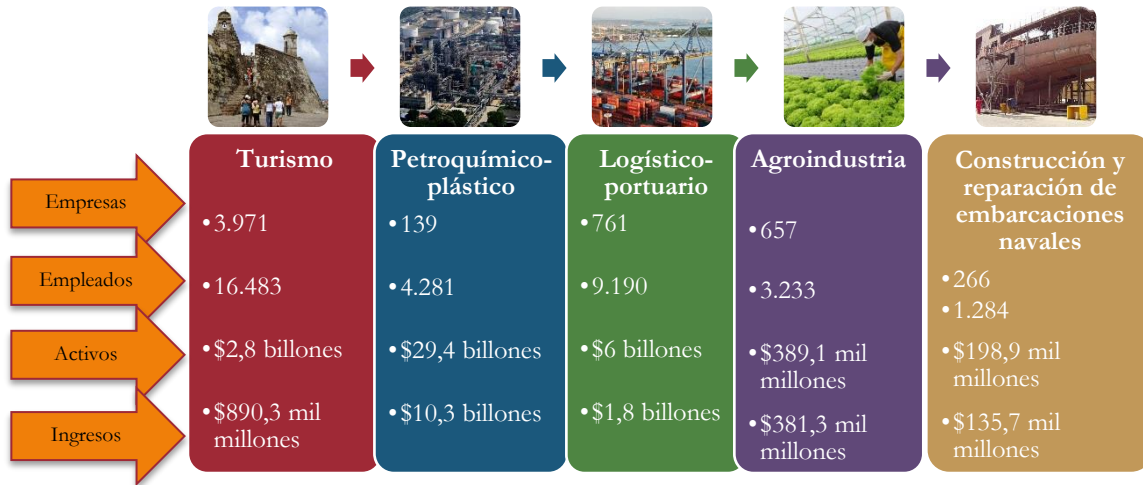 Empresas
Empleados
Activos
Ingresos
Turismo
•3.971
•16.483
•$2,8 billones
•$890,3 mil
millones
Petroquímico-
plástico
•139
•4.281
•$29,4 billones
•$10,3 billones
Logístico-
portuario
•761
•9.190
•$6 billones
•$1,8 billones
Agroindustria
•657
•3.233
•$389,1 mil
millones
•$381,3 mil
millones
Construcción y
reparación de
embarcaciones
navales
•266
•1.284
•$198,9 mil
millones
•$135,7 mil
millones